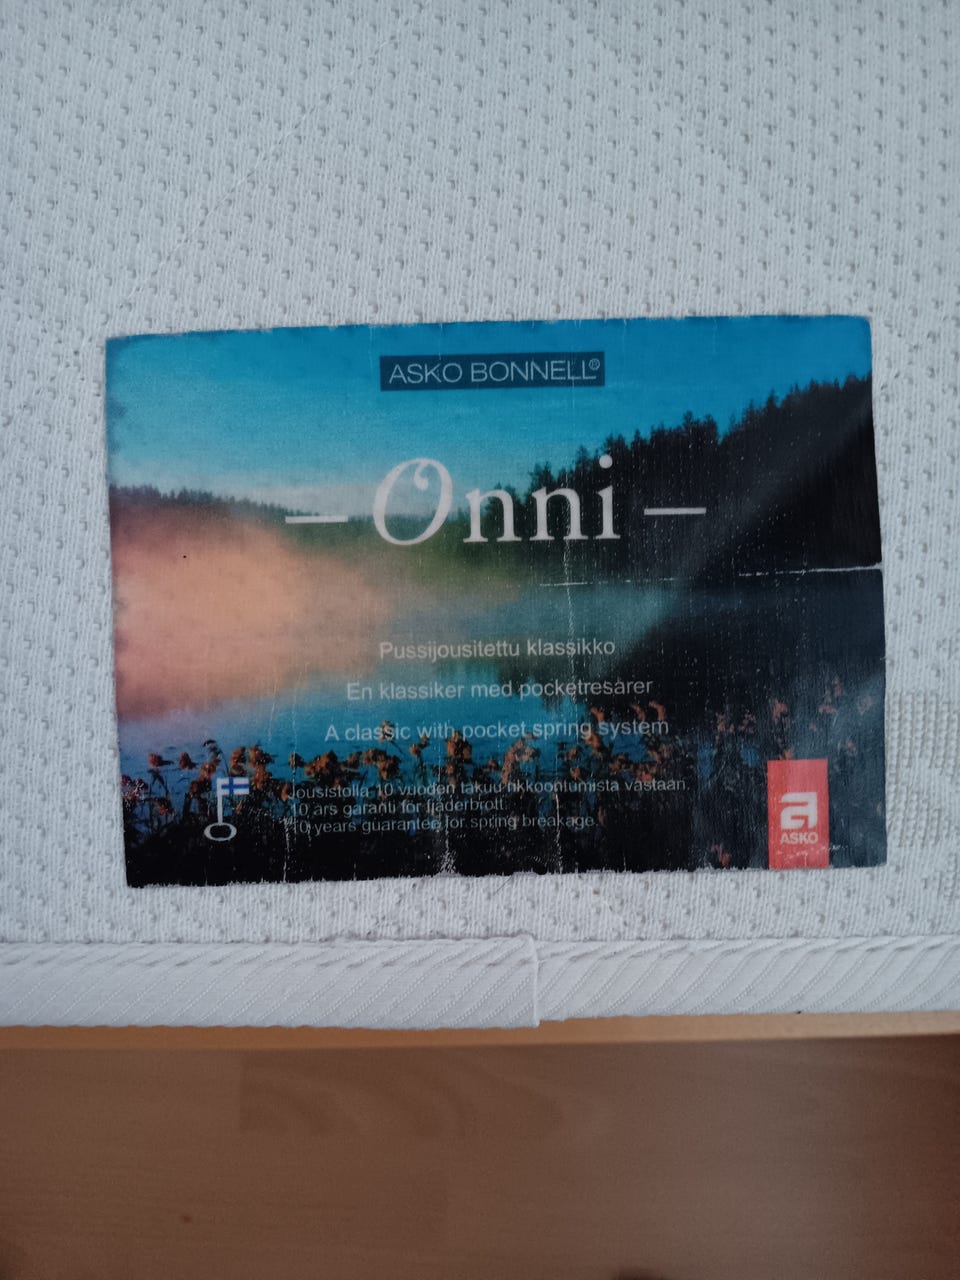 ASKO BONNELL®
— Onni —
Pussijousitettu klassikko
En klassiker med pocketresårer
A classic with pocket spring system
Jousistolla 10 vuoden takuu rikkoontumista vastaan.
10 års garanti för fjäderbrott.
10 years guarantee for spring breakage.
a
ASKO